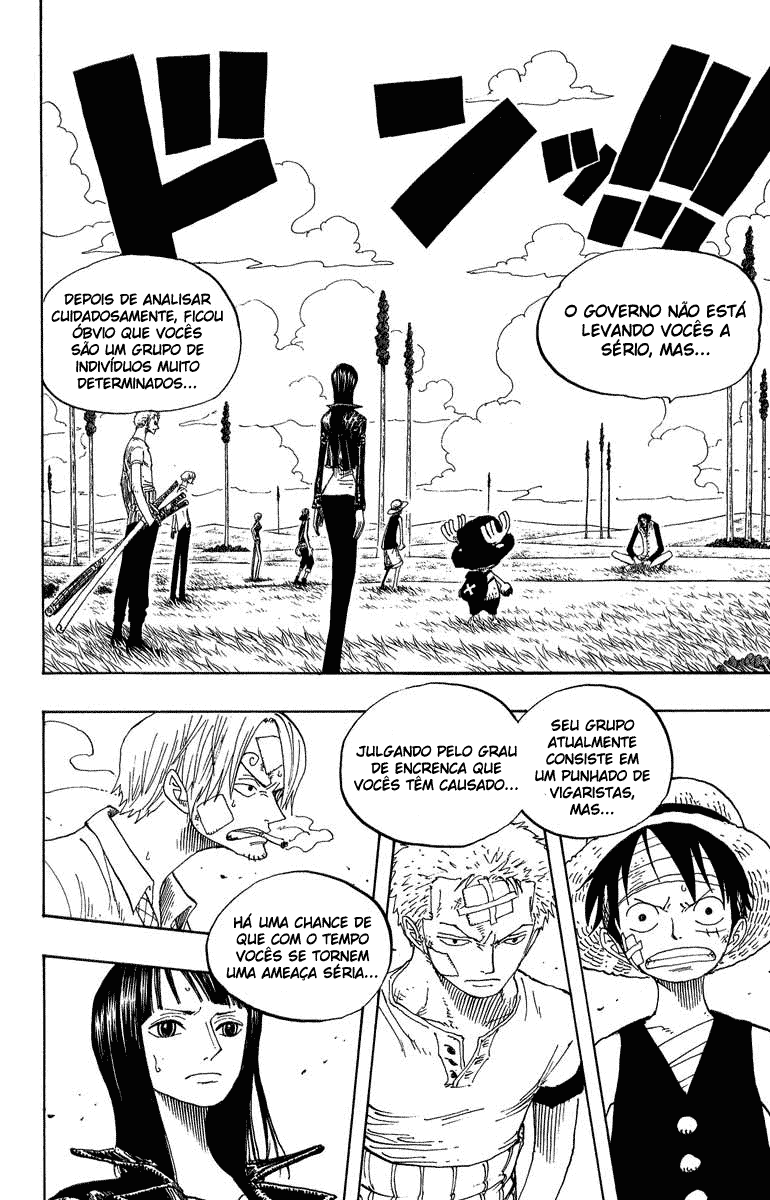 ドンッ!!!
O GOVERNO NÃO ESTÁ
LEVANDO VOCÊS A
SÉRIO, MAS...
DEPOIS DE ANALISAR
CUIDADOSAMENTE, FICOU
ÓBVIO QUE VOCÊS
SÃO UM GRUPO DE
INDIVÍDUOS MUITO
DETERMINADOS...
SEU GRUPO
ATUALMENTE
CONSISTE EM
UM PUNHADO DE
VIGARISTAS,
MAS...
JULGANDO PELO GRAU
DE ENCRENCA QUE
VOCÊS TÊM CAUSADO...
HÁ UMA CHANCE DE
QUE COM O TEMPO
VOCÊS SE TORNEM
UMA AMEAÇA SÉRIA...